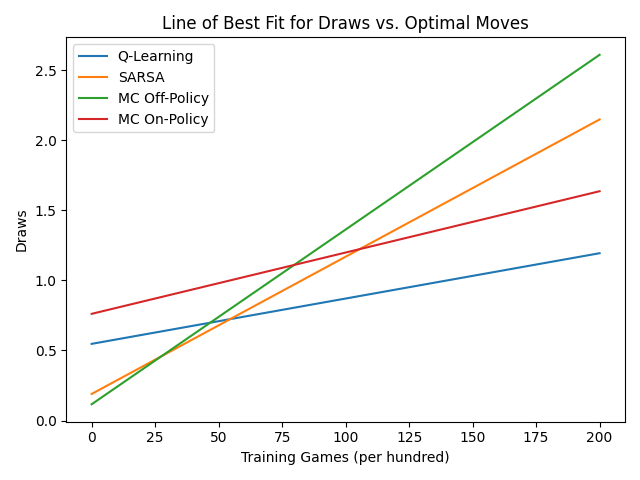 Line of Best Fit for Draws vs. Optimal Moves
Q-Learning
SARSA
MC Off-Policy
MC On-Policy
2.5
2.0
1.5
1.0
0.5
0.0
Draws
0 25 50 75 100 125 150 175 200
Training Games (per hundred)